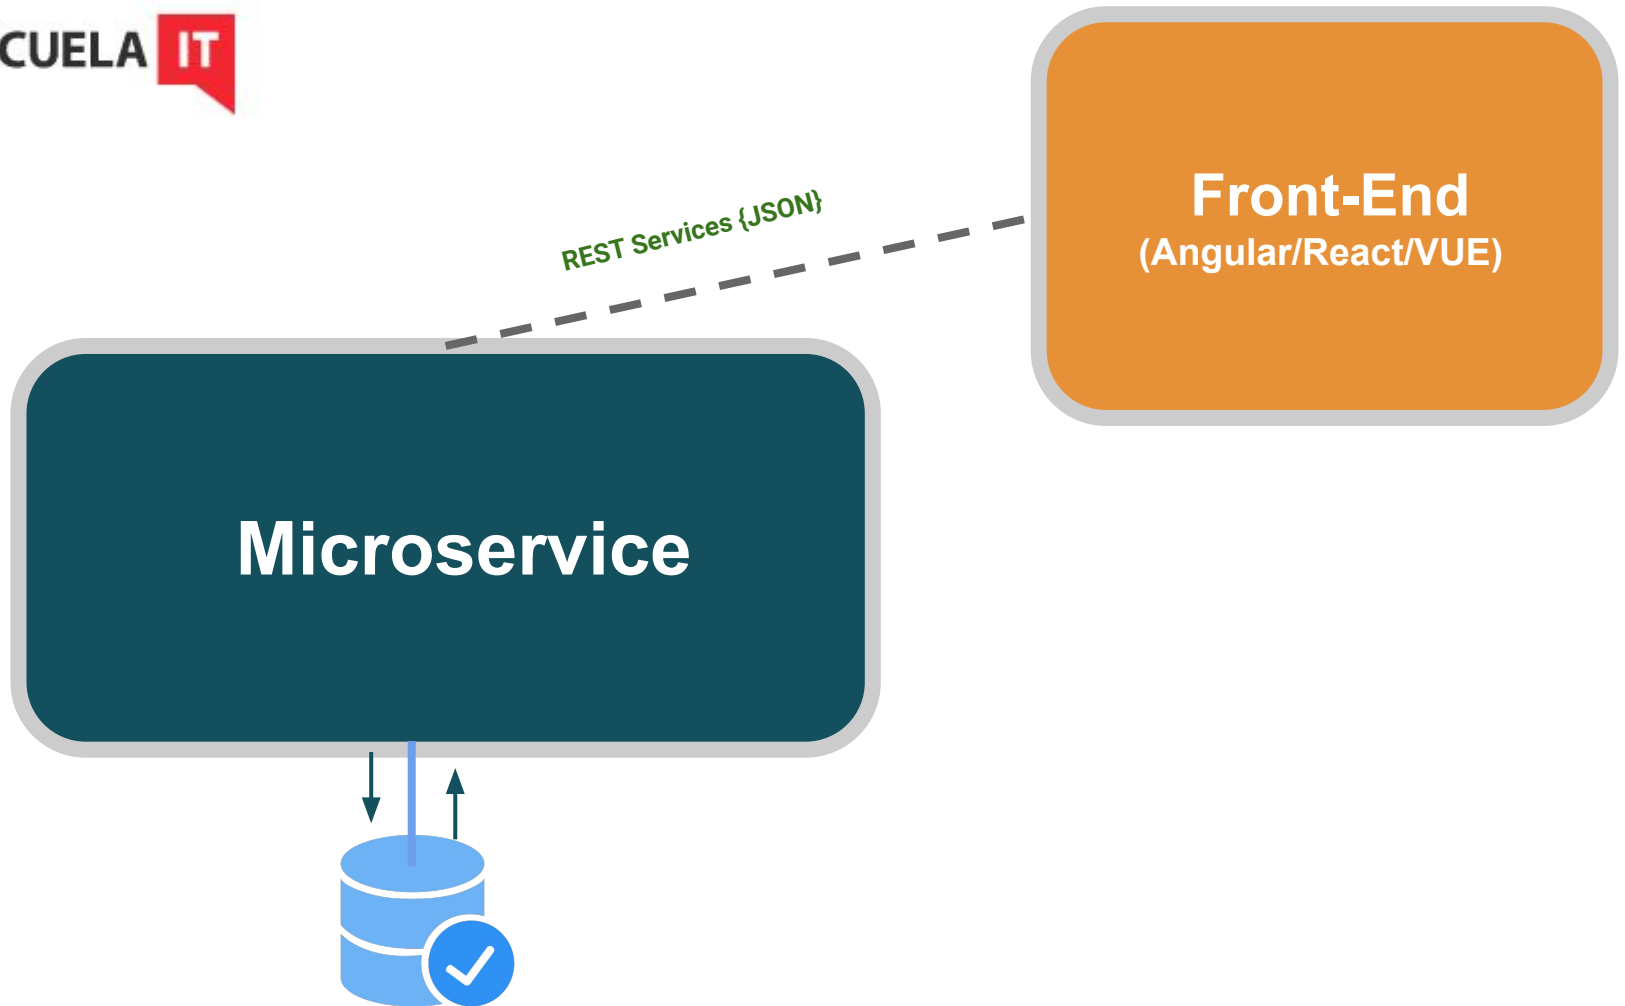 CUELA IT
Front-End
(Angular/React/VUE)
REST Services {JSON}
Microservice